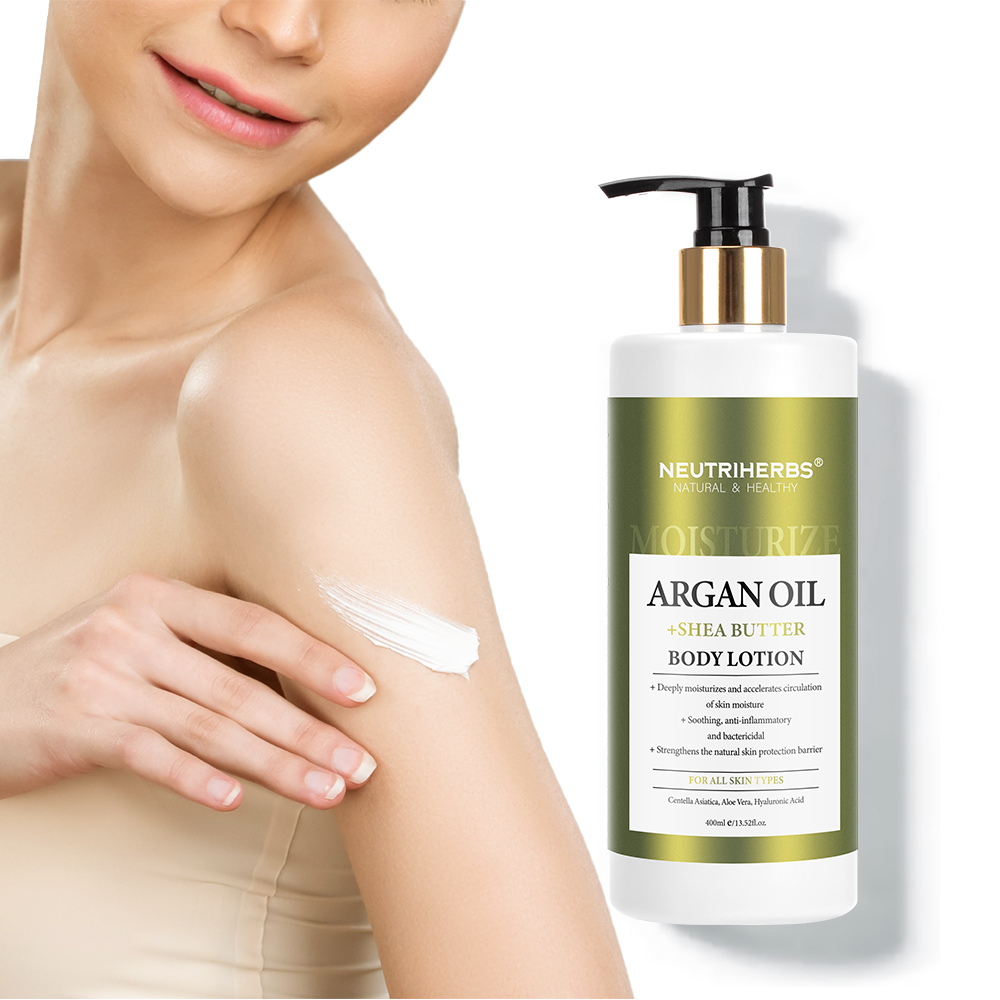 NEUTRIHERBS®
NATURAL & HEALTHY
MOISTURIZE
ARGAN OIL
+SHEA BUTTER
BODY LOTION
+ Deeply moisturizes and accelerates circulation
of skin moisture
+ Soothing, anti-inflammatory
and bactericidal
+ Strengthens the natural skin protection barrier
FOR ALL SKIN TYPES
Centella Asiatica, Aloe Vera, Hyaluronic Acid
400ml e/13.52fl.oz.